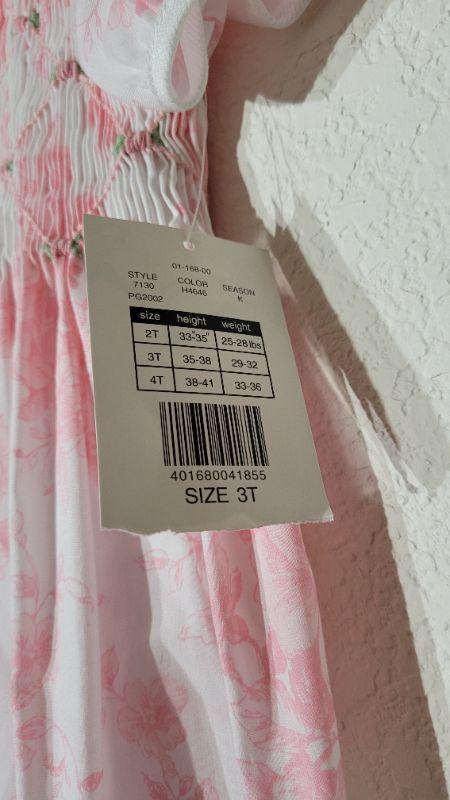 01-168-00
STYLE COLOR SEASON
7130 H4646 K
PG2002
size height weight
2T 33"-35" 25-28 lbs
3T 35-38 29-32
4T 38-41 33-36
401680041855
SIZE 3T